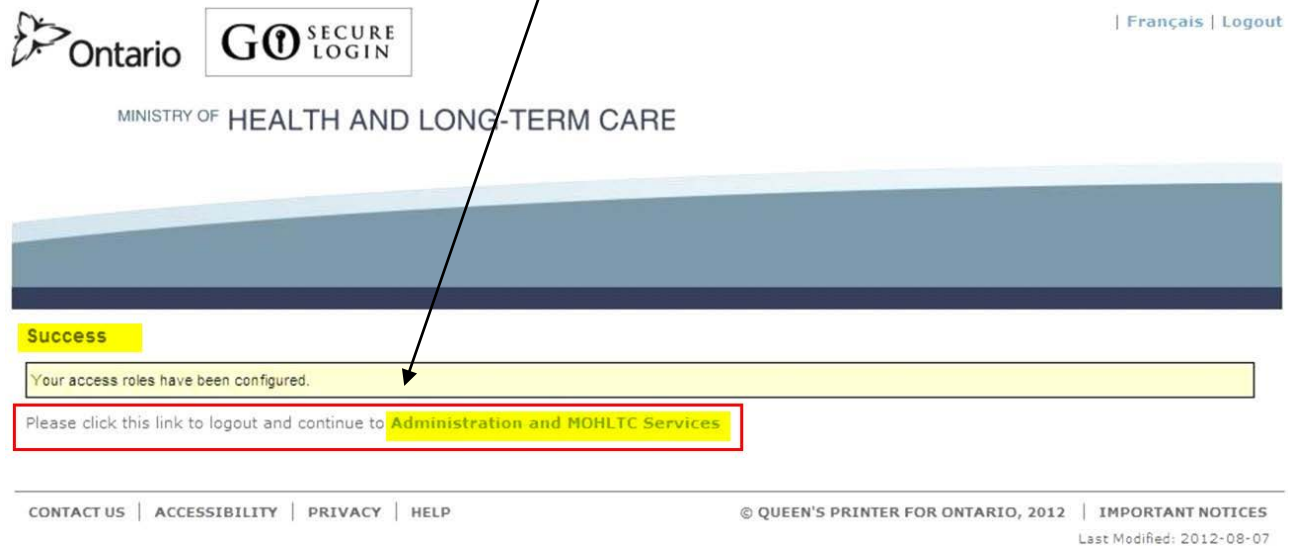 Ontario
GO SECURE LOGIN
| Français | Logout
MINISTRY OF HEALTH AND LONG-TERM CARE
Success
Your access roles have been configured.
Please click this link to logout and continue to Administration and MOHLTC Services
CONTACT US | ACCESSIBILITY | PRIVACY | HELP
© QUEEN'S PRINTER FOR ONTARIO, 2012 | IMPORTANT NOTICES
Last Modified: 2012-08-07